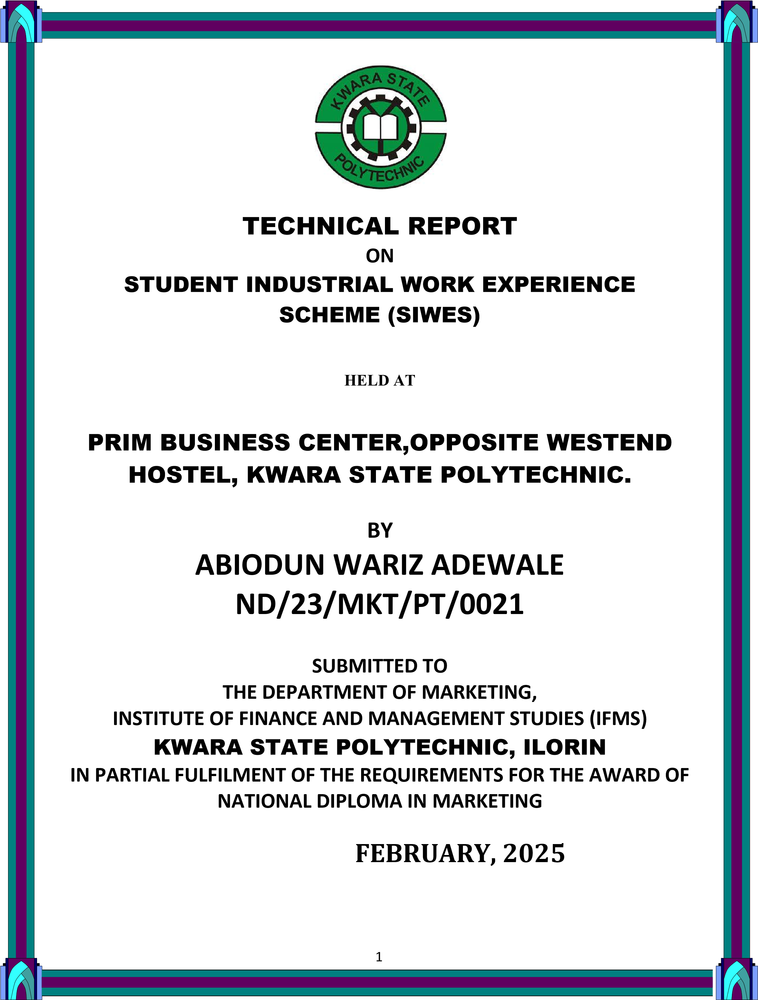 KWARA STATE
POLYTECHNIC
TECHNICAL REPORT
ON
STUDENT INDUSTRIAL WORK EXPERIENCE
SCHEME (SIWES)
HELD AT
PRIM BUSINESS CENTER,OPPOSITE WESTEND
HOSTEL, KWARA STATE POLYTECHNIC.
BY
ABIODUN WARIZ ADEWALE
ND/23/MKT/PT/0021
SUBMITTED TO
THE DEPARTMENT OF MARKETING,
INSTITUTE OF FINANCE AND MANAGEMENT STUDIES (IFMS)
KWARA STATE POLYTECHNIC, ILORIN
IN PARTIAL FULFILMENT OF THE REQUIREMENTS FOR THE AWARD OF
NATIONAL DIPLOMA IN MARKETING
FEBRUARY, 2025
1